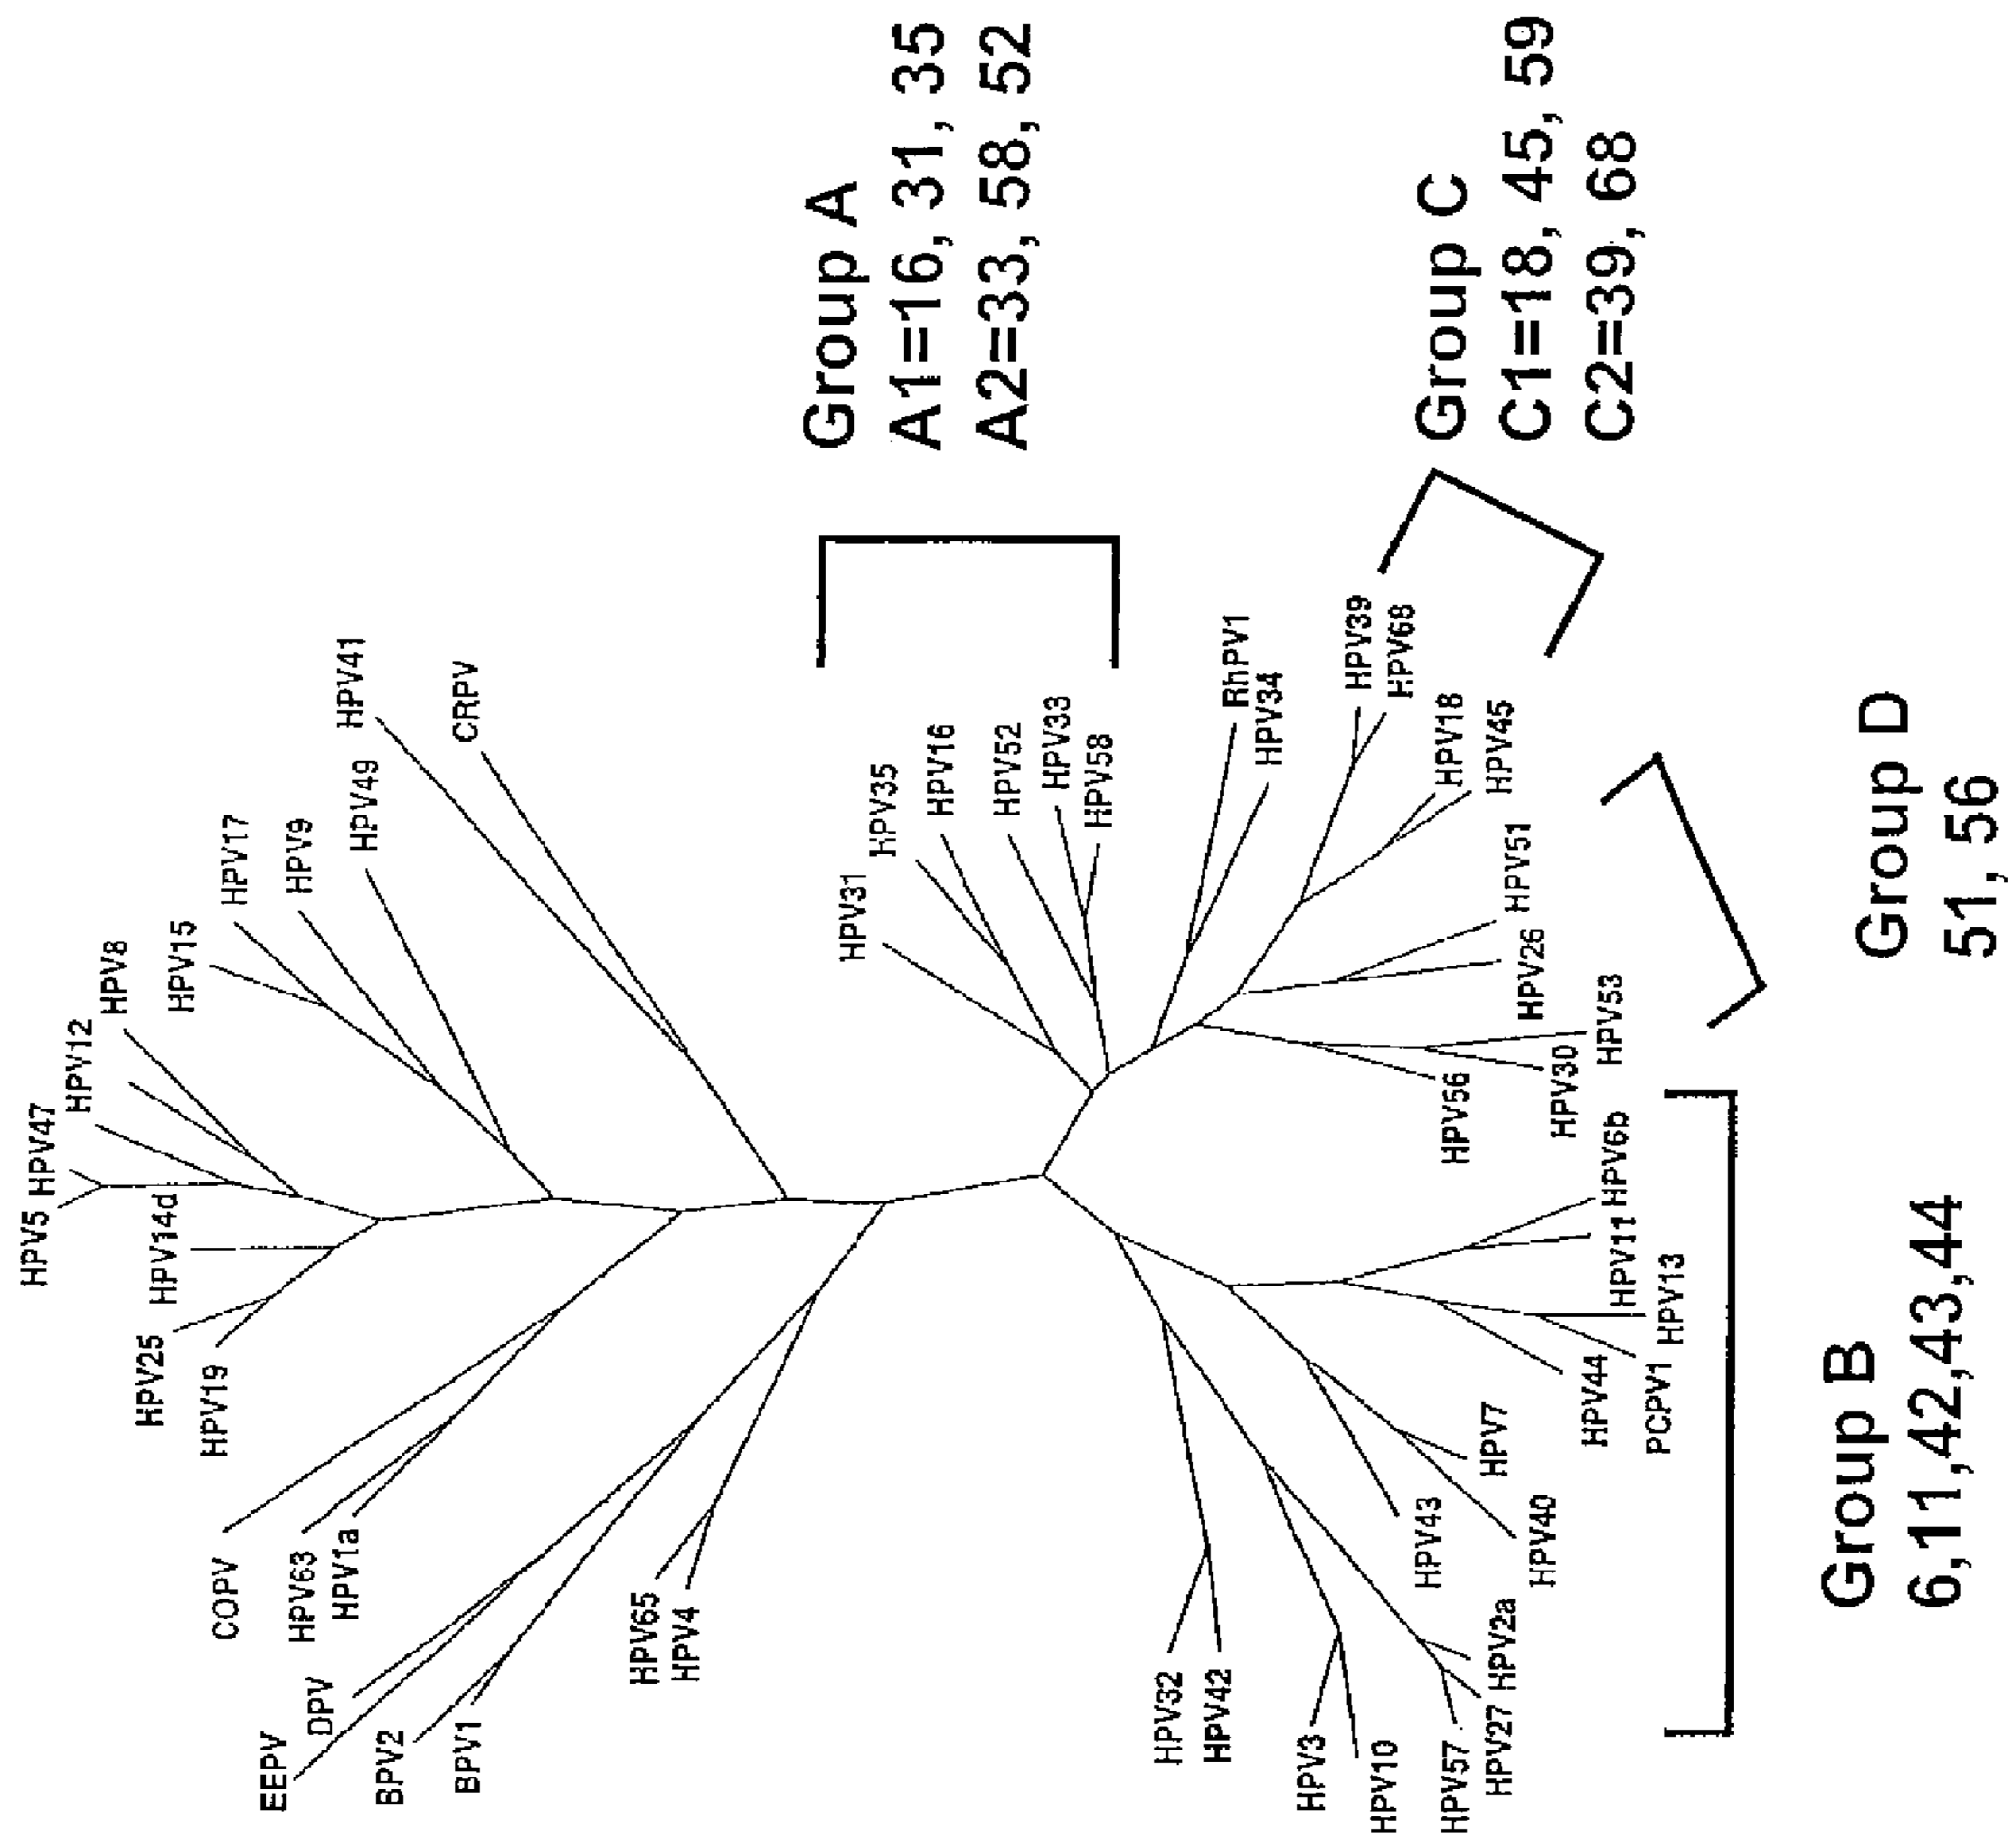 HPV5
HPV47
HPV12
HPV8
HPV15
HPV17
HPV9
HPV49
HPV41
CRPV
HPV14d
HPV25
HPV19
COPV
HPV63
HPV1a
EEPV
DPV
BPV2
BPV1
HPV65
HPV4
HPV31
HPV35
HPV16
HPV52
HPV33
HPV58
RhPV1
HPV34
HPV39
HPV68
HPV18
HPV45
HPV51
HPV26
HPV53
HPV30
HPV56
HPV6b
HPV11
HPV13
PCPV1
HPV44
HPV7
HPV40
HPV43
HPV2a
HPV27
HPV57
HPV10
HPV3
HPV42
HPV32
Group A
A1=16, 31, 35
A2=33, 58, 52
Group C
C1=18, 45, 59
C2=39, 68
Group D
51, 56
Group B
6,11,42,43,44